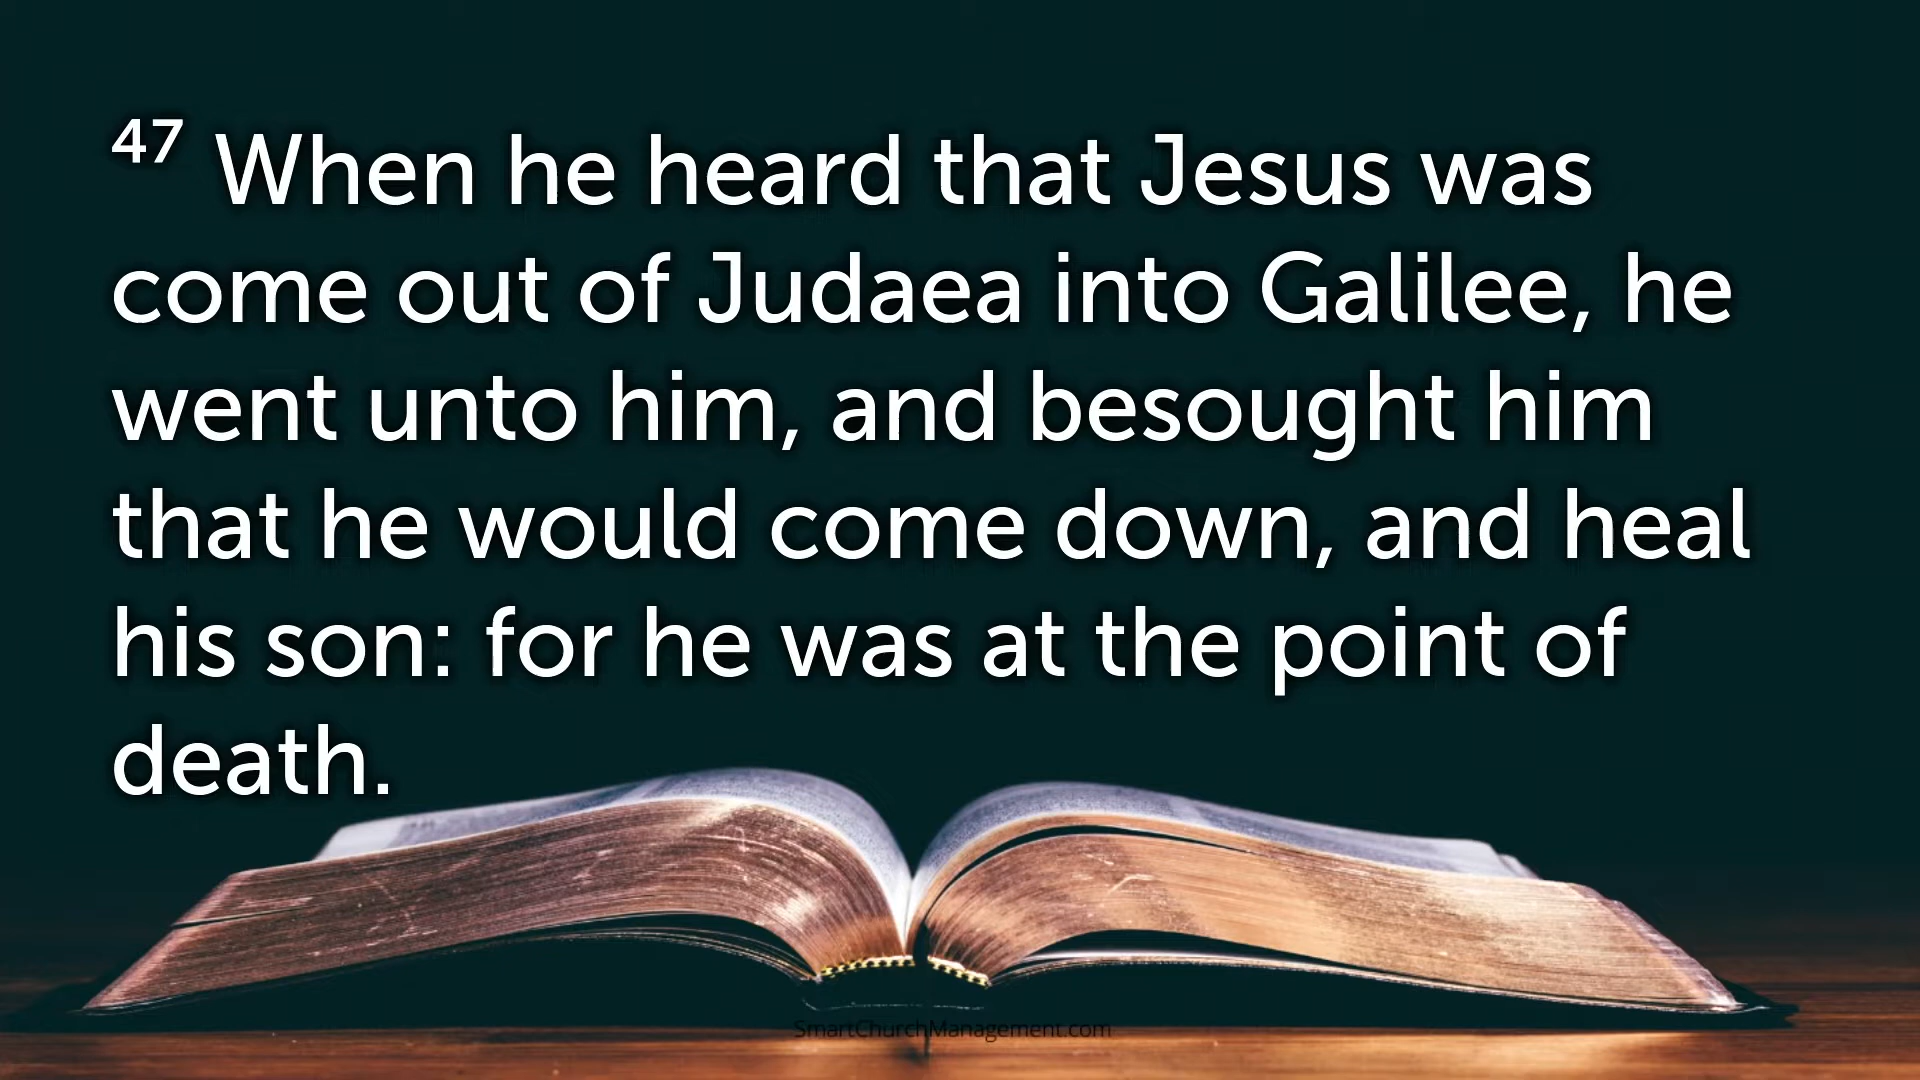 47 When he heard that Jesus was
come out of Judaea into Galilee, he
went unto him, and besought him
that he would come down, and heal
his son: for he was at the point of
death.
SmartChurchManagement.com